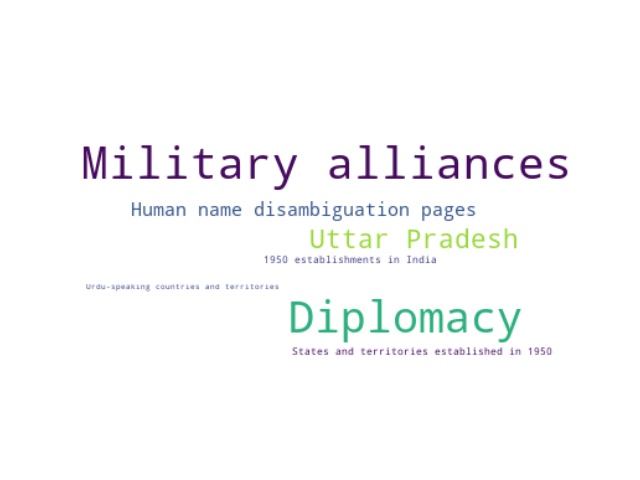 Military alliances
Human name disambiguation pages
Uttar Pradesh
1950 establishments in India
Urdu-speaking countries and territories
Diplomacy
States and territories established in 1950